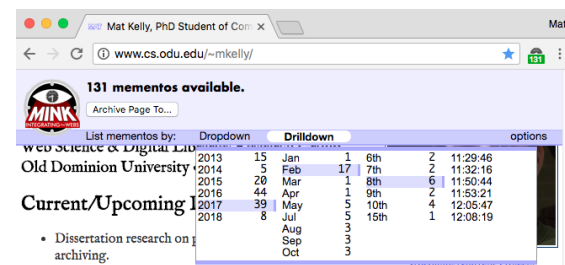 Mat Kelly, PhD Student of Com ×
Mat
www.cs.odu.edu/~mkelly/
131
131 mementos available.
MINK
INTEGRATING THE WEBS
Archive Page To...
List mementos by: Dropdown Drilldown options
Web Science & Digital Li
Old Dominion University
2013 15 Jan 1 6th 2 11:29:46
2014 5 Feb 17 7th 2 11:32:16
2015 20 Mar 1 8th 6 11:50:44
2016 44 Apr 1 9th 2 11:53:21
2017 39 May 5 10th 4 12:05:47
2018 8 Jul 5 15th 1 12:08:19
Aug 3
Sep 3
Oct 3
Current/Upcoming
• Dissertation research on p
archiving.